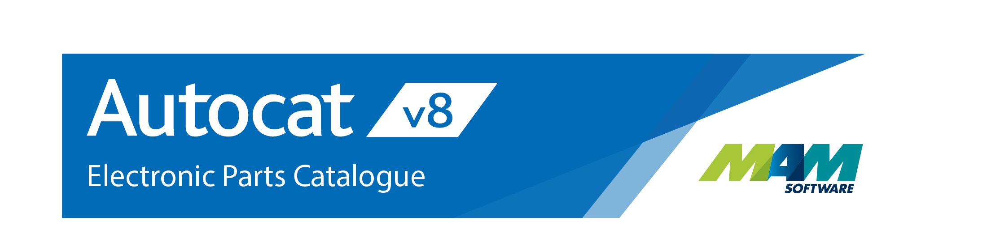 Autocat v8
Electronic Parts Catalogue
MAM
SOFTWARE